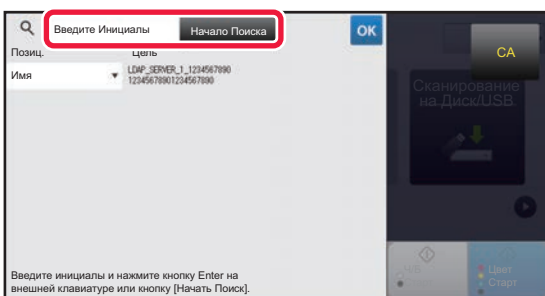 Введите Инициалы
Начало Поиска
OK
CA
Позиц.
Цель
Имя
LDAP_SERVER_1_1234567890
12345678901234567890
Сканирование
на Диск/USB
Ч/Б
Старт
Цвет
Старт
Введите инициалы и нажмите кнопку Enter на
внешней клавиатуре или кнопку [Начать Поиск].